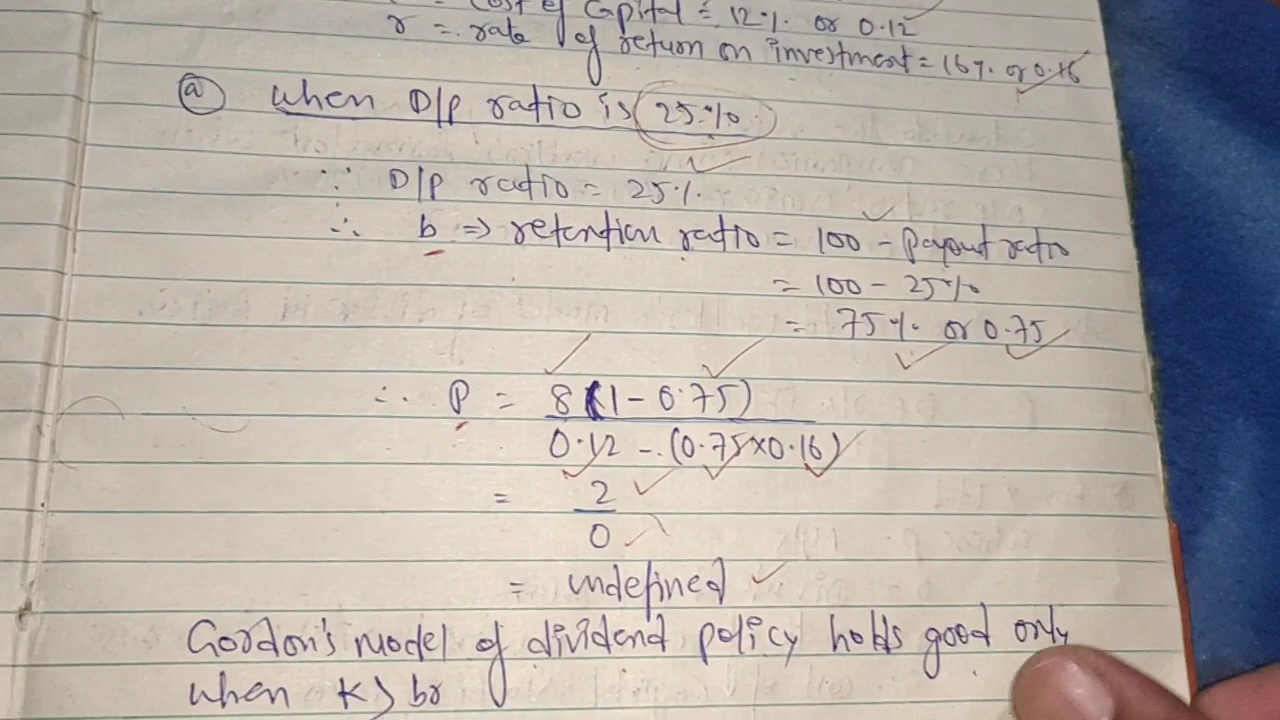 cost of capital = 12%. or 0.12
r = rate of return on investment = 16%. or 0.16
ⓐ when D/P ratio is 25%.
∵ D/P ratio = 25%.
∴ b => retention ratio = 100 - Payout ratio
= 100 - 25%
= 75%. or 0.75
∴ P = 8(1 - 0.75)
0.12 - (0.75x0.16)
= 2
0
= undefined
Gordon's model of dividend policy holds good only
when K > br